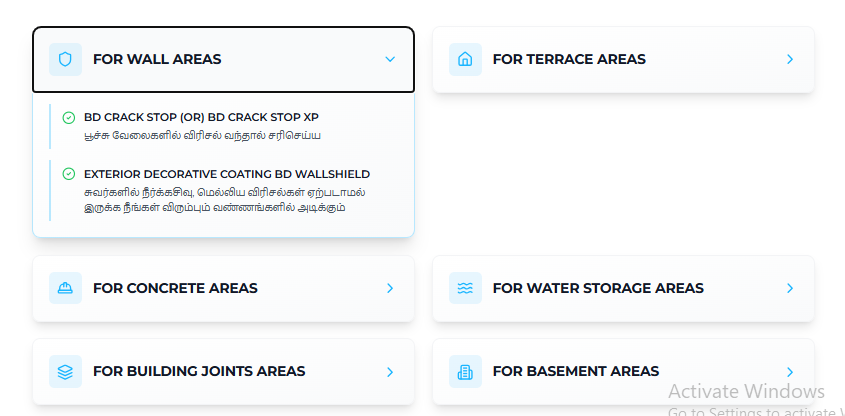 FOR WALL AREAS
FOR TERRACE AREAS
BD CRACK STOP (OR) BD CRACK STOP XP
பூச்சு வேலைகளில் விரிசல் வந்தால் சரிசெய்ய
EXTERIOR DECORATIVE COATING BD WALLSHIELD
சுவர்களில் நீர்க்கசிவு, மெல்லிய விரிசல்கள் ஏற்படாமல்
இருக்க நீங்கள் விரும்பும் வண்ணங்களில் அடிக்கும்
FOR CONCRETE AREAS
FOR WATER STORAGE AREAS
FOR BUILDING JOINTS AREAS
FOR BASEMENT AREAS
Activate Windows
Go to Settings to activate